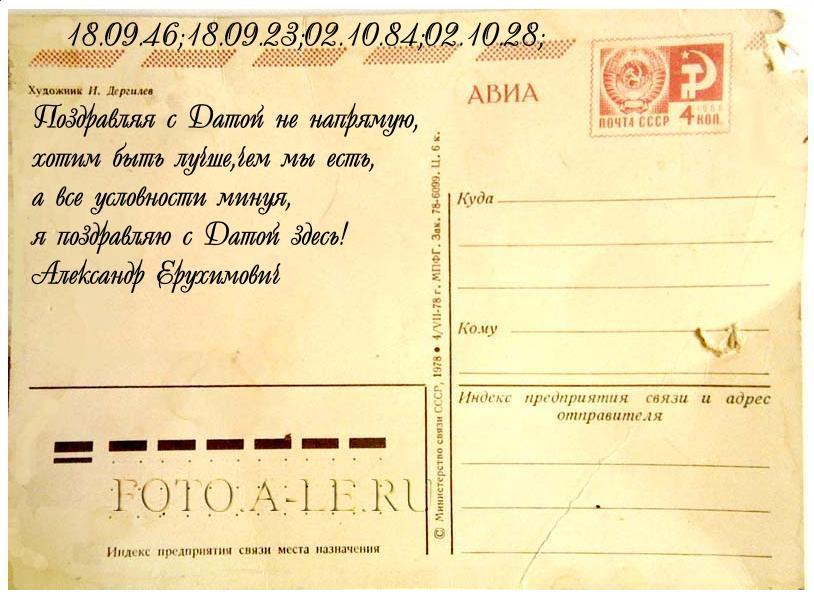 18.09.46;18.09.23;02.10.84;02.10.28;
Художник И. Дергилев
АВИА
ПОЧТА СССР
1966
4 КОП.
Поздравляя с Датой не напрямую,
хотим быть лучше,чем мы есть,
а все условности минуя,
я поздравляю с Датой здесь!
Александр Ерухимович
© Министерство связи СССР, 1978 • 4/VII-78 г. МПФГ. Зак. 78-6099. Ц. 6 к.
Куда
Кому
Индекс предприятия связи и адрес
отправителя
FOTO.A-LE.RU
Индекс предприятия связи места назначения